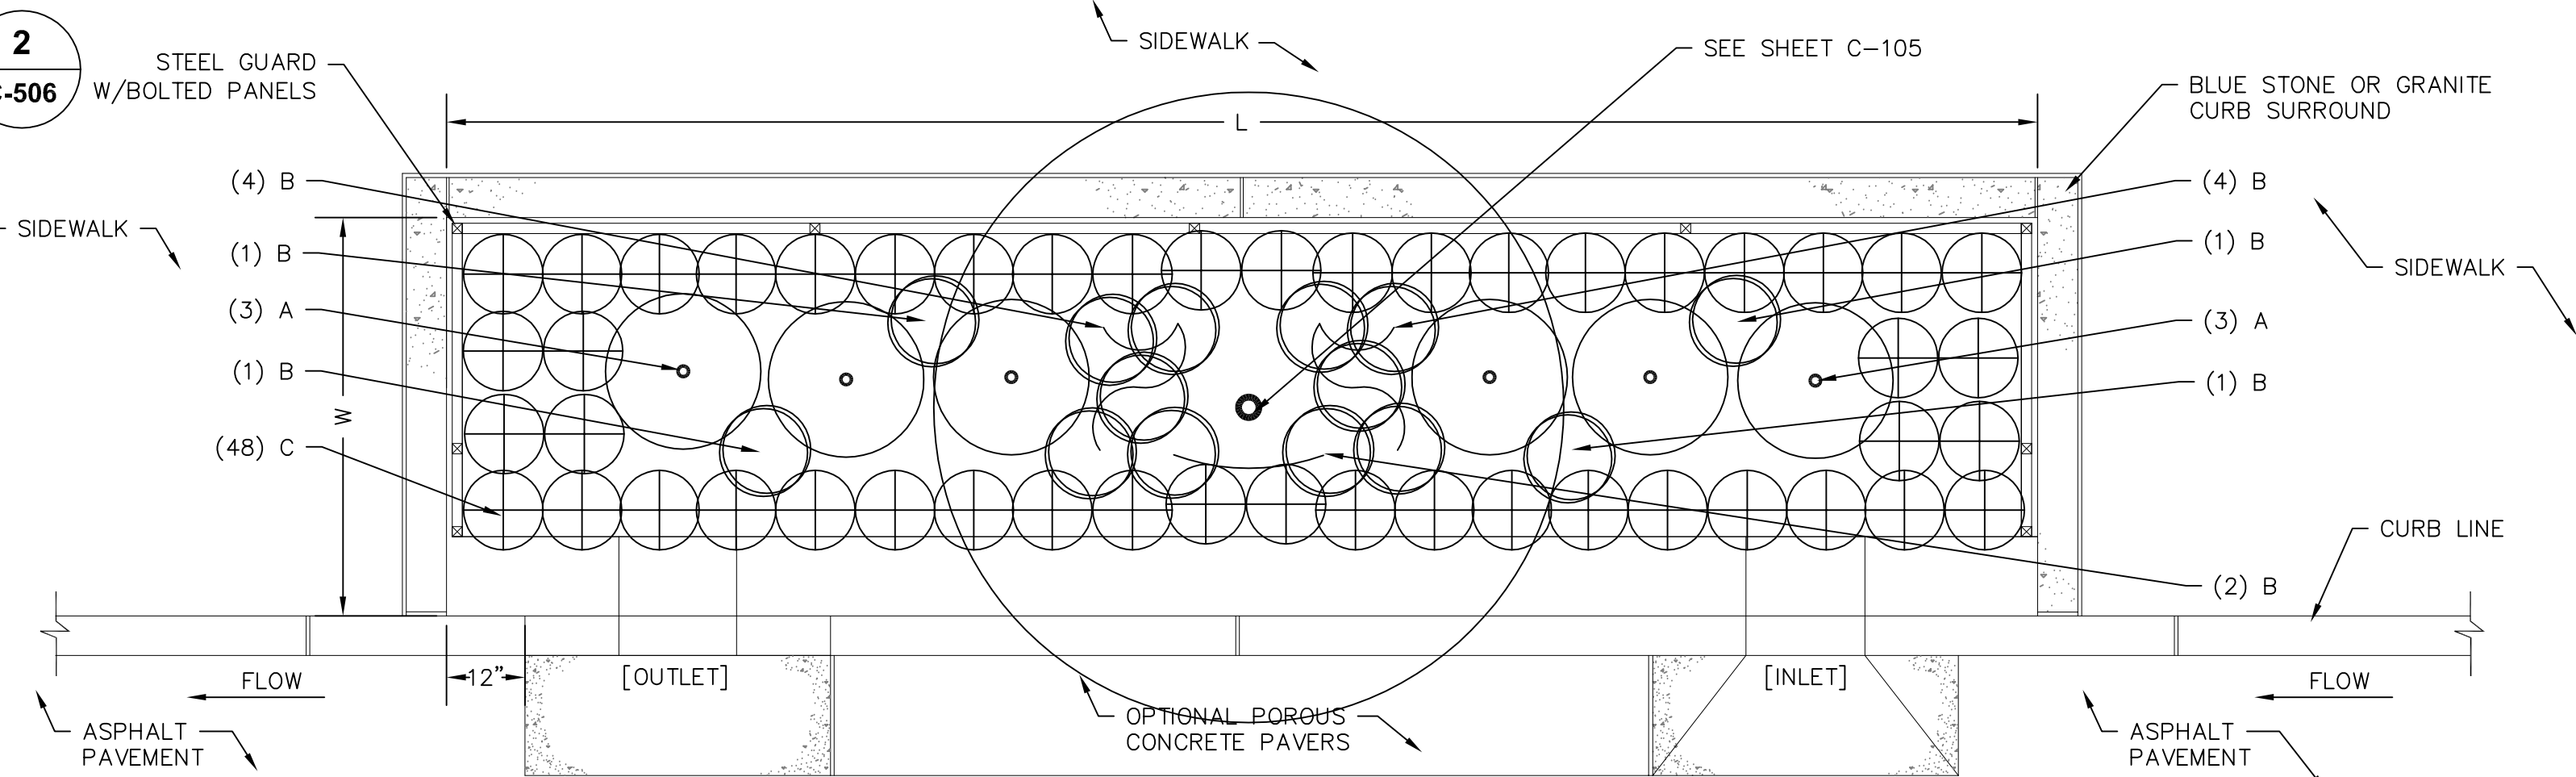 2
C-506
STEEL GUARD
W/BOLTED PANELS
SIDEWALK
SEE SHEET C-105
BLUE STONE OR GRANITE
CURB SURROUND
L
(4) B
(1) B
(3) A
(1) B
(48) C
SIDEWALK
W
(4) B
(1) B
SIDEWALK
(3) A
(1) B
CURB LINE
(2) B
12"
[OUTLET]
[INLET]
FLOW
FLOW
ASPHALT
PAVEMENT
OPTIONAL POROUS
CONCRETE PAVERS
ASPHALT
PAVEMENT